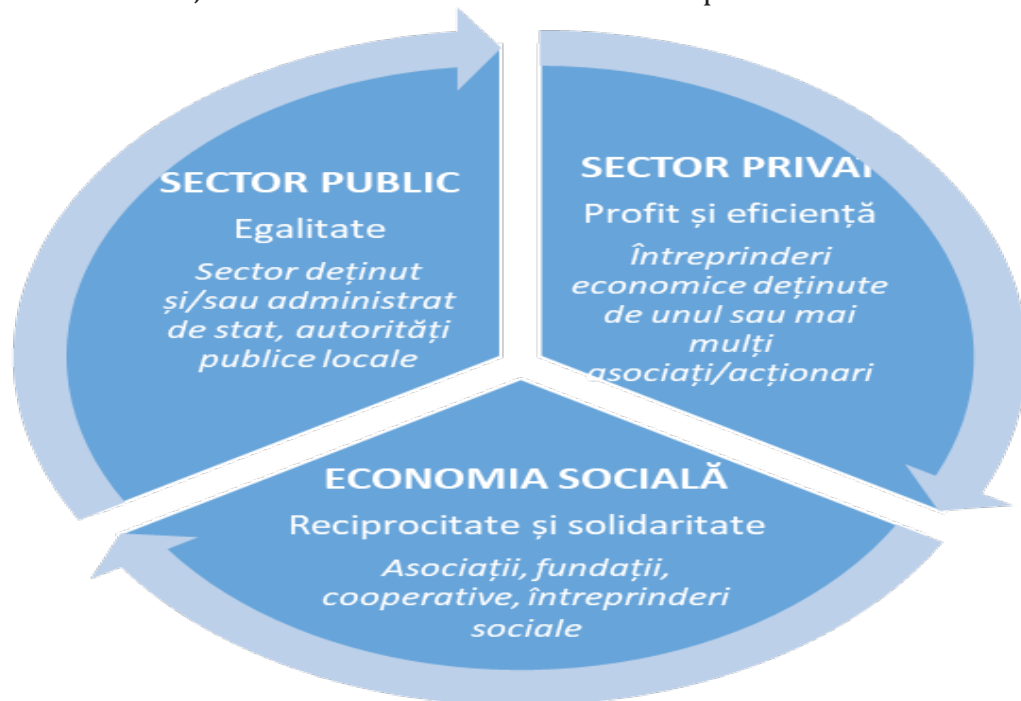 SECTOR PUBLIC
Egalitate
Sector deținut
și/sau administrat
de stat, autorități
publice locale
SECTOR PRIVAT
Profit și eficiență
Întreprinderi
economice deținute
de unul sau mai
mulți
asociați/acționari
ECONOMIA SOCIALĂ
Reciprocitate și solidaritate
Asociații, fundații,
cooperative, întreprinderi
sociale